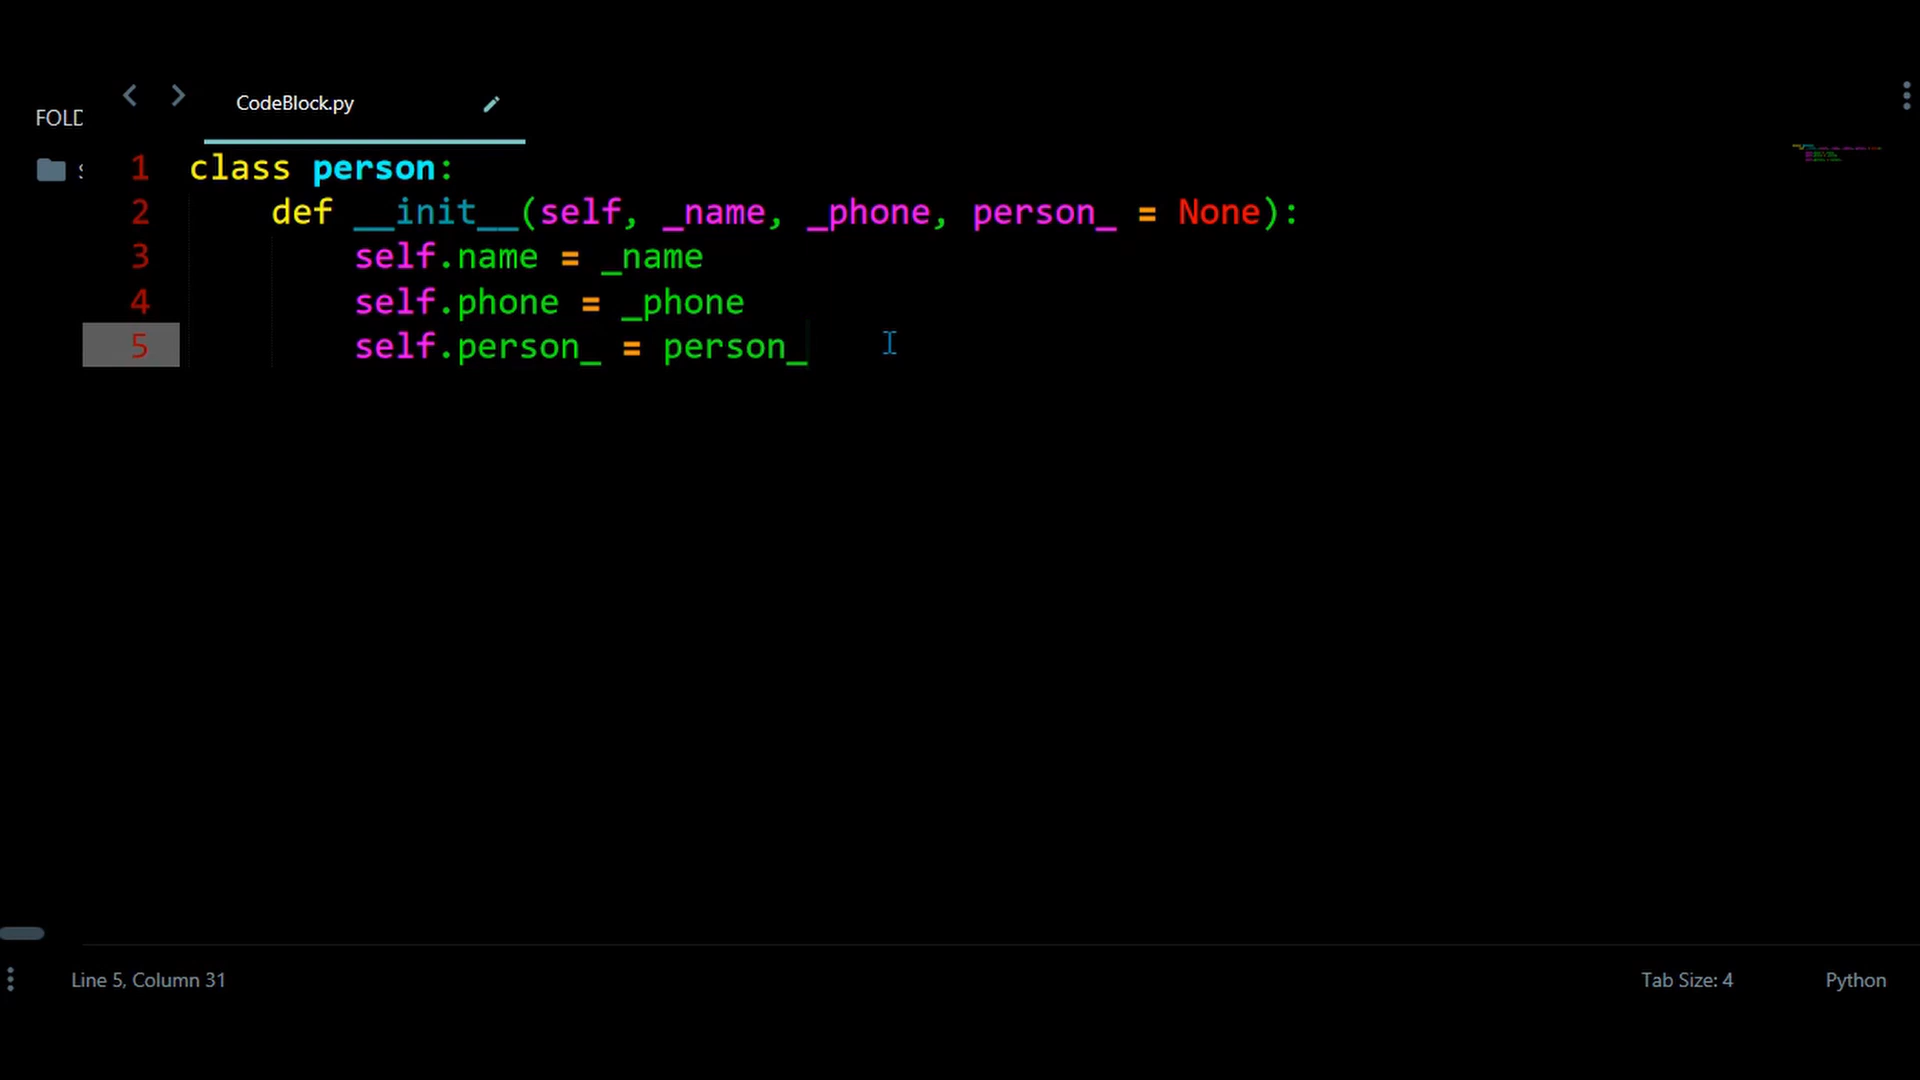 FOLD
CodeBlock.py
1 class person:
2     def __init__(self, _name, _phone, person_ = None):
3         self.name = _name
4         self.phone = _phone
5         self.person_ = person_
Line 5, Column 31
Tab Size: 4
Python